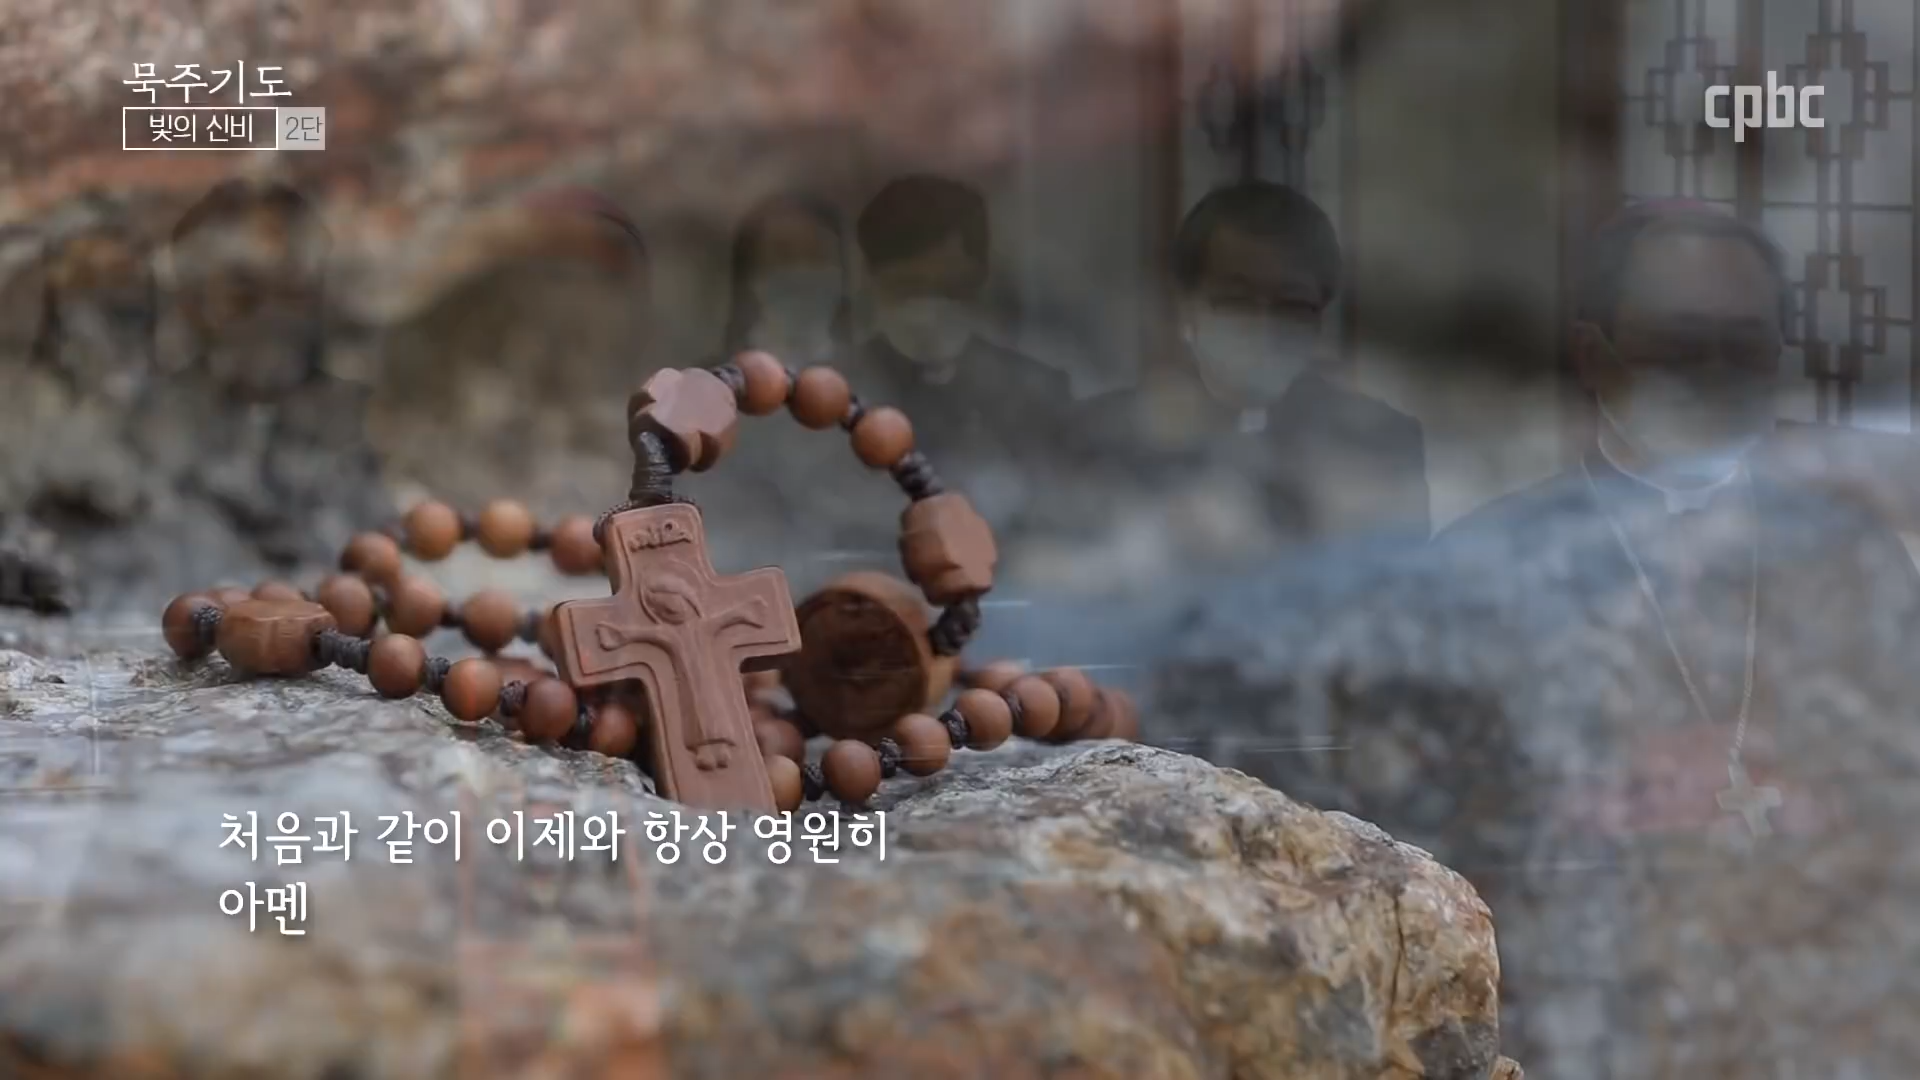 묵주기도
빛의 신비 2단
cpbc
처음과 같이 이제와 항상 영원히
아멘